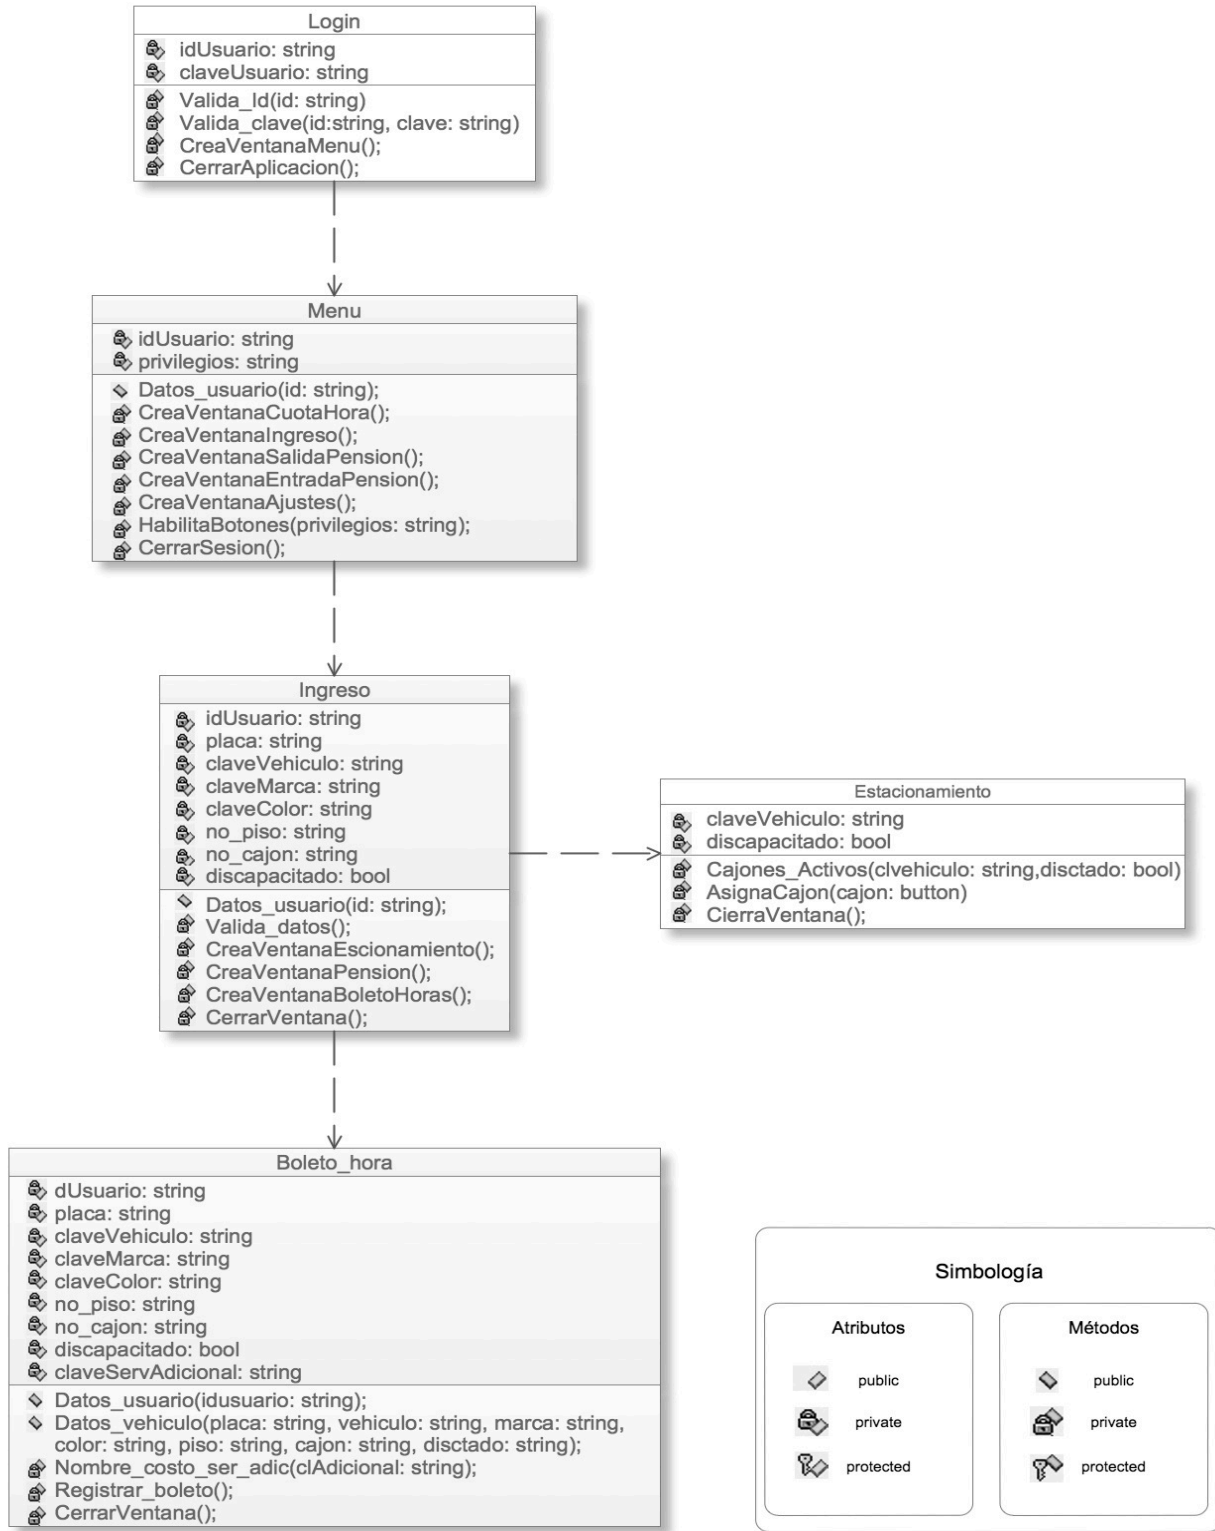 Login
idUsuario: string
claveUsuario: string
Valida_Id(id: string)
Valida_clave(id:string, clave: string)
CreaVentanaMenu();
CerrarAplicacion();
Menu
idUsuario: string
privilegios: string
Datos_usuario(id: string);
CreaVentanaCuotaHora();
CreaVentanaIngreso();
CreaVentanaSalidaPension();
CreaVentanaEntradaPension();
CreaVentanaAjustes();
HabilitaBotones(privilegios: string);
CerrarSesion();
Ingreso
idUsuario: string
placa: string
claveVehiculo: string
claveMarca: string
claveColor: string
no_piso: string
no_cajon: string
discapacitado: bool
Datos_usuario(id: string);
Valida_datos();
CreaVentanaEscionamiento();
CreaVentanaPension();
CreaVentanaBoletoHoras();
CerrarVentana();
Estacionamiento
claveVehiculo: string
discapacitado: bool
Cajones_Activos(clvehiculo: string,disctado: bool)
AsignaCajon(cajon: button)
CierraVentana();
Boleto_hora
dUsuario: string
placa: string
claveVehiculo: string
claveMarca: string
claveColor: string
no_piso: string
no_cajon: string
discapacitado: bool
claveServAdicional: string
Datos_usuario(idusuario: string);
Datos_vehiculo(placa: string, vehiculo: string, marca: string,
color: string, piso: string, cajon: string, disctado: string);
Nombre_costo_ser_adic(clAdicional: string);
Registrar_boleto();
CerrarVentana();
Simbología
Atributos
public
private
protected
Métodos
public
private
protected